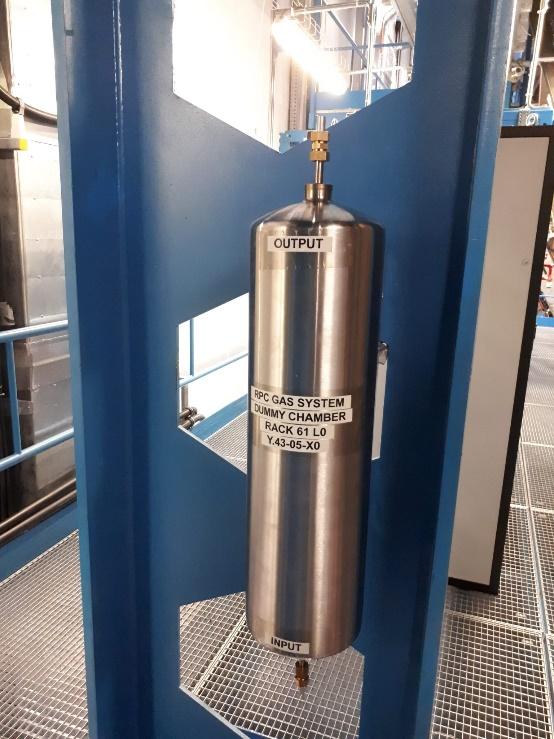 OUTPUT
RPC GAS SYSTEM
DUMMY CHAMBER
RACK 61 L0
Y.43-05-X0
INPUT